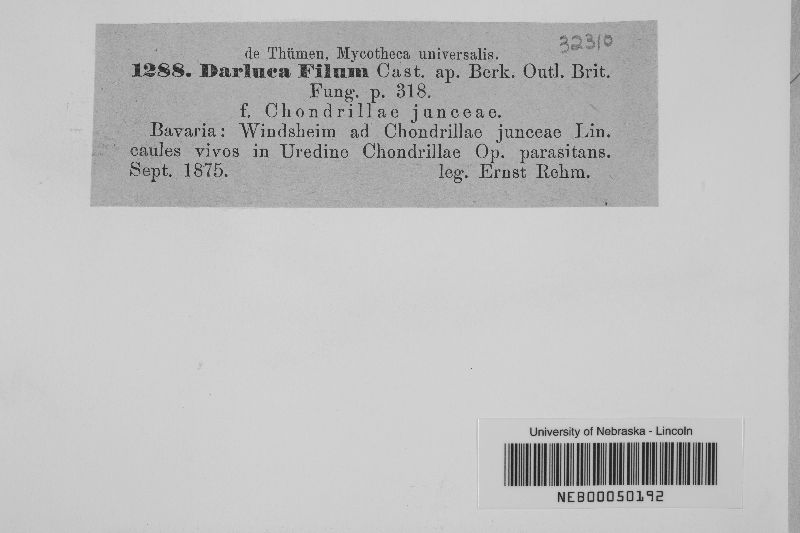 de Thümen, Mycotheca universalis.
32310
1288. Darluca Filum Cast. ap. Berk. Outl. Brit.
Fung. p. 318.
f. Chondrillae junceae.
Bavaria: Windsheim ad Chondrillae junceae Lin.
caules vivos in Uredine Chondrillae Op. parasitans.
Sept. 1875. leg. Ernst Rehm.
University of Nebraska - Lincoln
NEB00050192